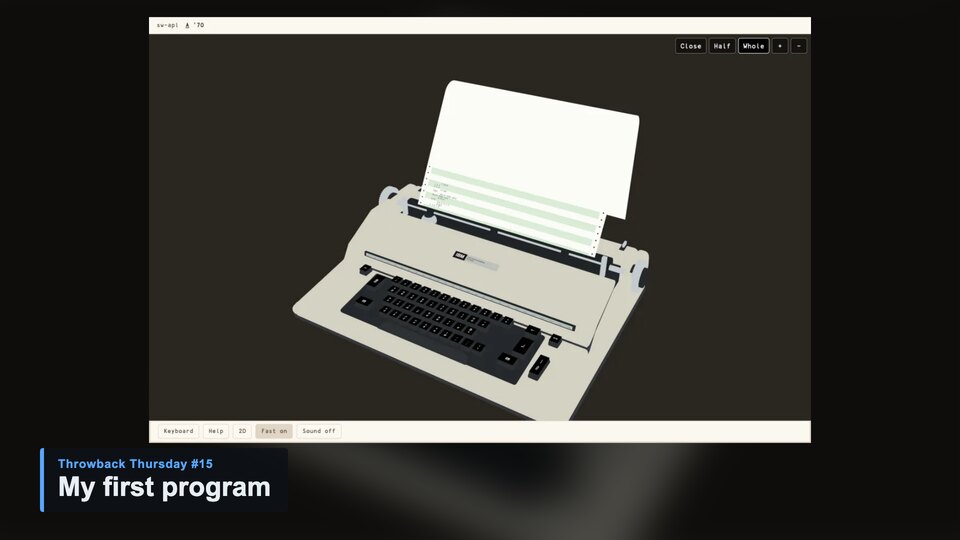 sw-apl A '70
Close Half Whole + -
IBM
Keyboard Help 2D Fast on Sound off
Throwback Thursday #15
My first program